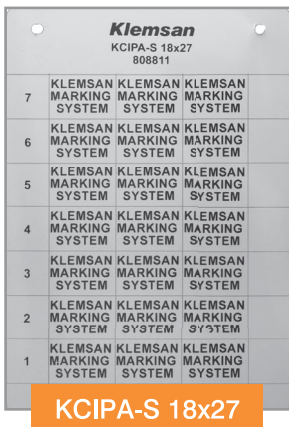 Klemsan
KCIPA-S 18x27
808811
KLEMSAN KLEMSAN KLEMSAN
7 MARKING MARKING MARKING
SYSTEM SYSTEM SYSTEM
KLEMSAN KLEMSAN KLEMSAN
6 MARKING MARKING MARKING
SYSTEM SYSTEM SYSTEM
KLEMSAN KLEMSAN KLEMSAN
5 MARKING MARKING MARKING
SYSTEM SYSTEM SYSTEM
KLEMSAN KLEMSAN KLEMSAN
4 MARKING MARKING MARKING
SYSTEM SYSTEM SYSTEM
KLEMSAN KLEMSAN KLEMSAN
3 MARKING MARKING MARKING
SYSTEM SYSTEM SYSTEM
KLEMSAN KLEMSAN KLEMSAN
2 MARKING MARKING MARKING
SYSTEM SYSTEM SYSTEM
KLEMSAN KLEMSAN KLEMSAN
1 MARKING MARKING MARKING
SYSTEM SYSTEM SYSTEM
KCIPA-S 18x27